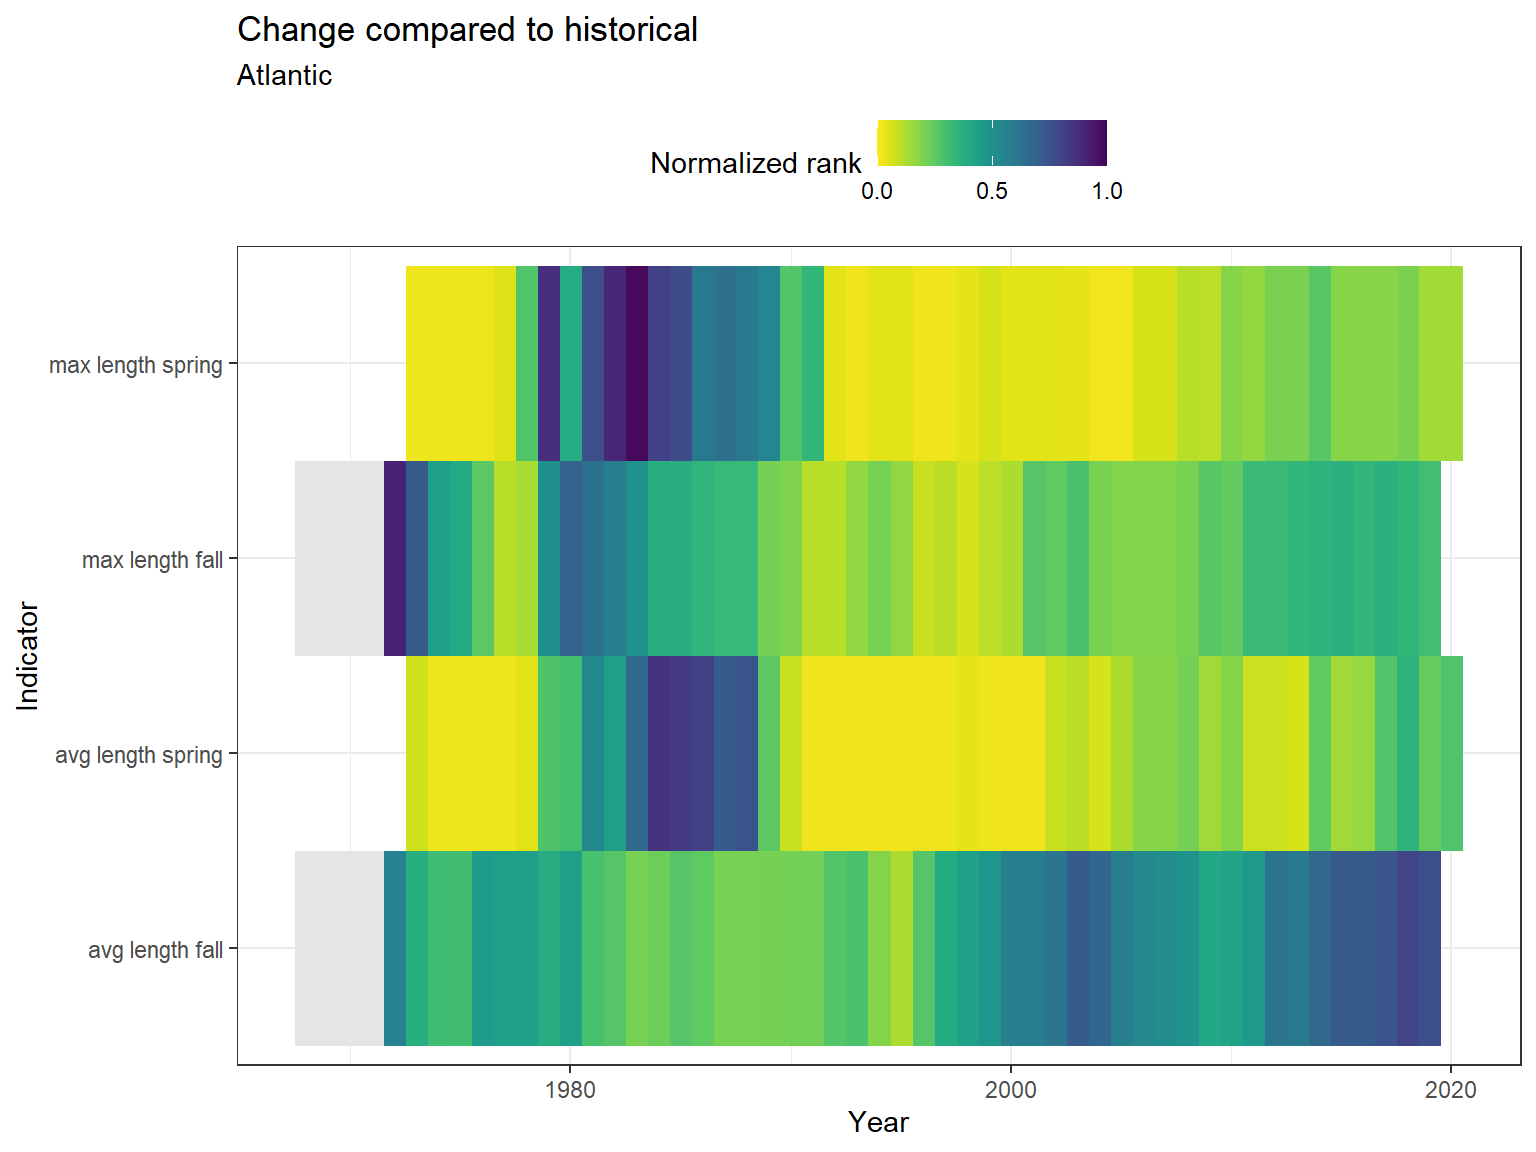 Change compared to historical
Atlantic
Normalized rank
0.0 0.5 1.0
max length spring
max length fall
avg length spring
avg length fall
Indicator
1980 2000 2020
Year